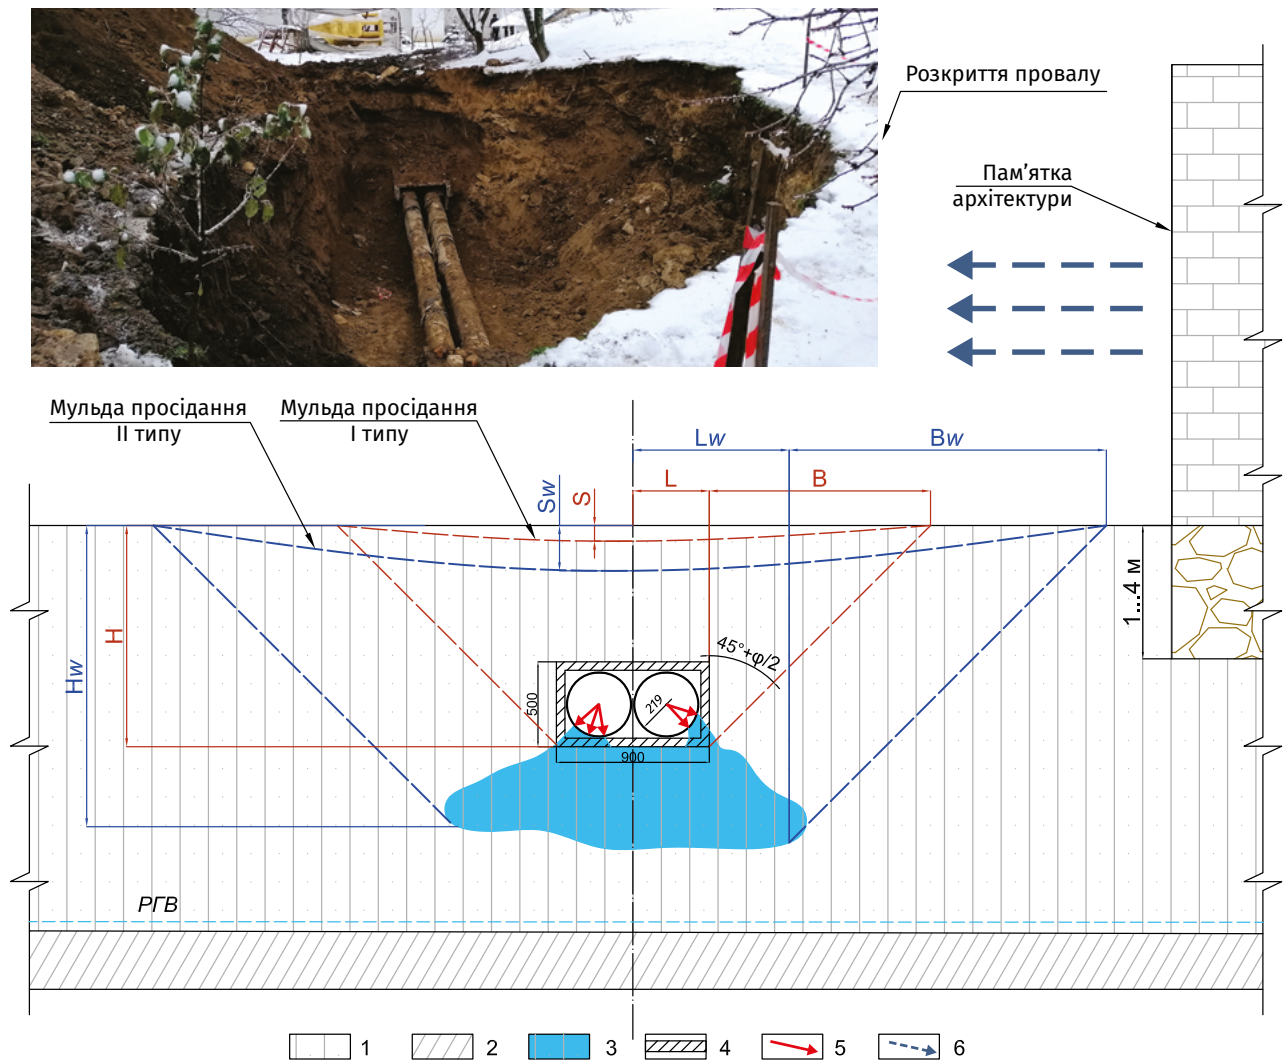 Розкриття провалу
Пам'ятка
архітектури
Мульда просідання
II типу
Мульда просідання
I типу
Lw
Bw
L
B
S
Sw
H
Hw
1...4 м
45°+φ/2
500
219
900
РГВ
1
2
3
4
5
6